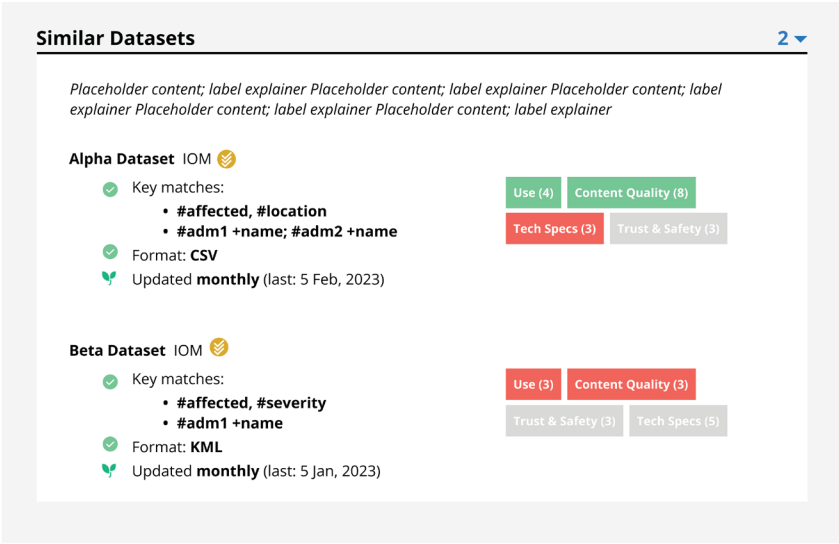 Similar Datasets 2
Placeholder content; label explainer Placeholder content; label explainer Placeholder content; label
explainer Placeholder content; label explainer Placeholder content; label explainer
Alpha Dataset IOM
Key matches:
• #affected, #location
• #adm1 +name; #adm2 +name
Format: CSV
Updated monthly (last: 5 Feb, 2023)
Use (4) Content Quality (8)
Tech Specs (3) Trust & Safety (3)
Beta Dataset IOM
Key matches:
• #affected, #severity
• #adm1 +name
Format: KML
Updated monthly (last: 5 Jan, 2023)
Use (3) Content Quality (3)
Trust & Safety (3) Tech Specs (5)